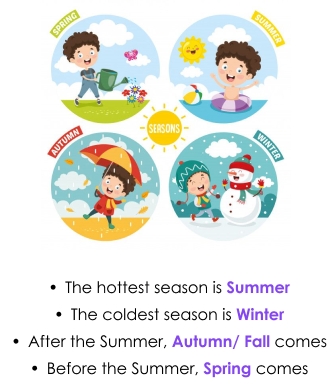 SPRING
SUMMER
SEASONS
AUTUMN
WINTER
• The hottest season is Summer
• The coldest season is Winter
• After the Summer, Autumn/ Fall comes
• Before the Summer, Spring comes